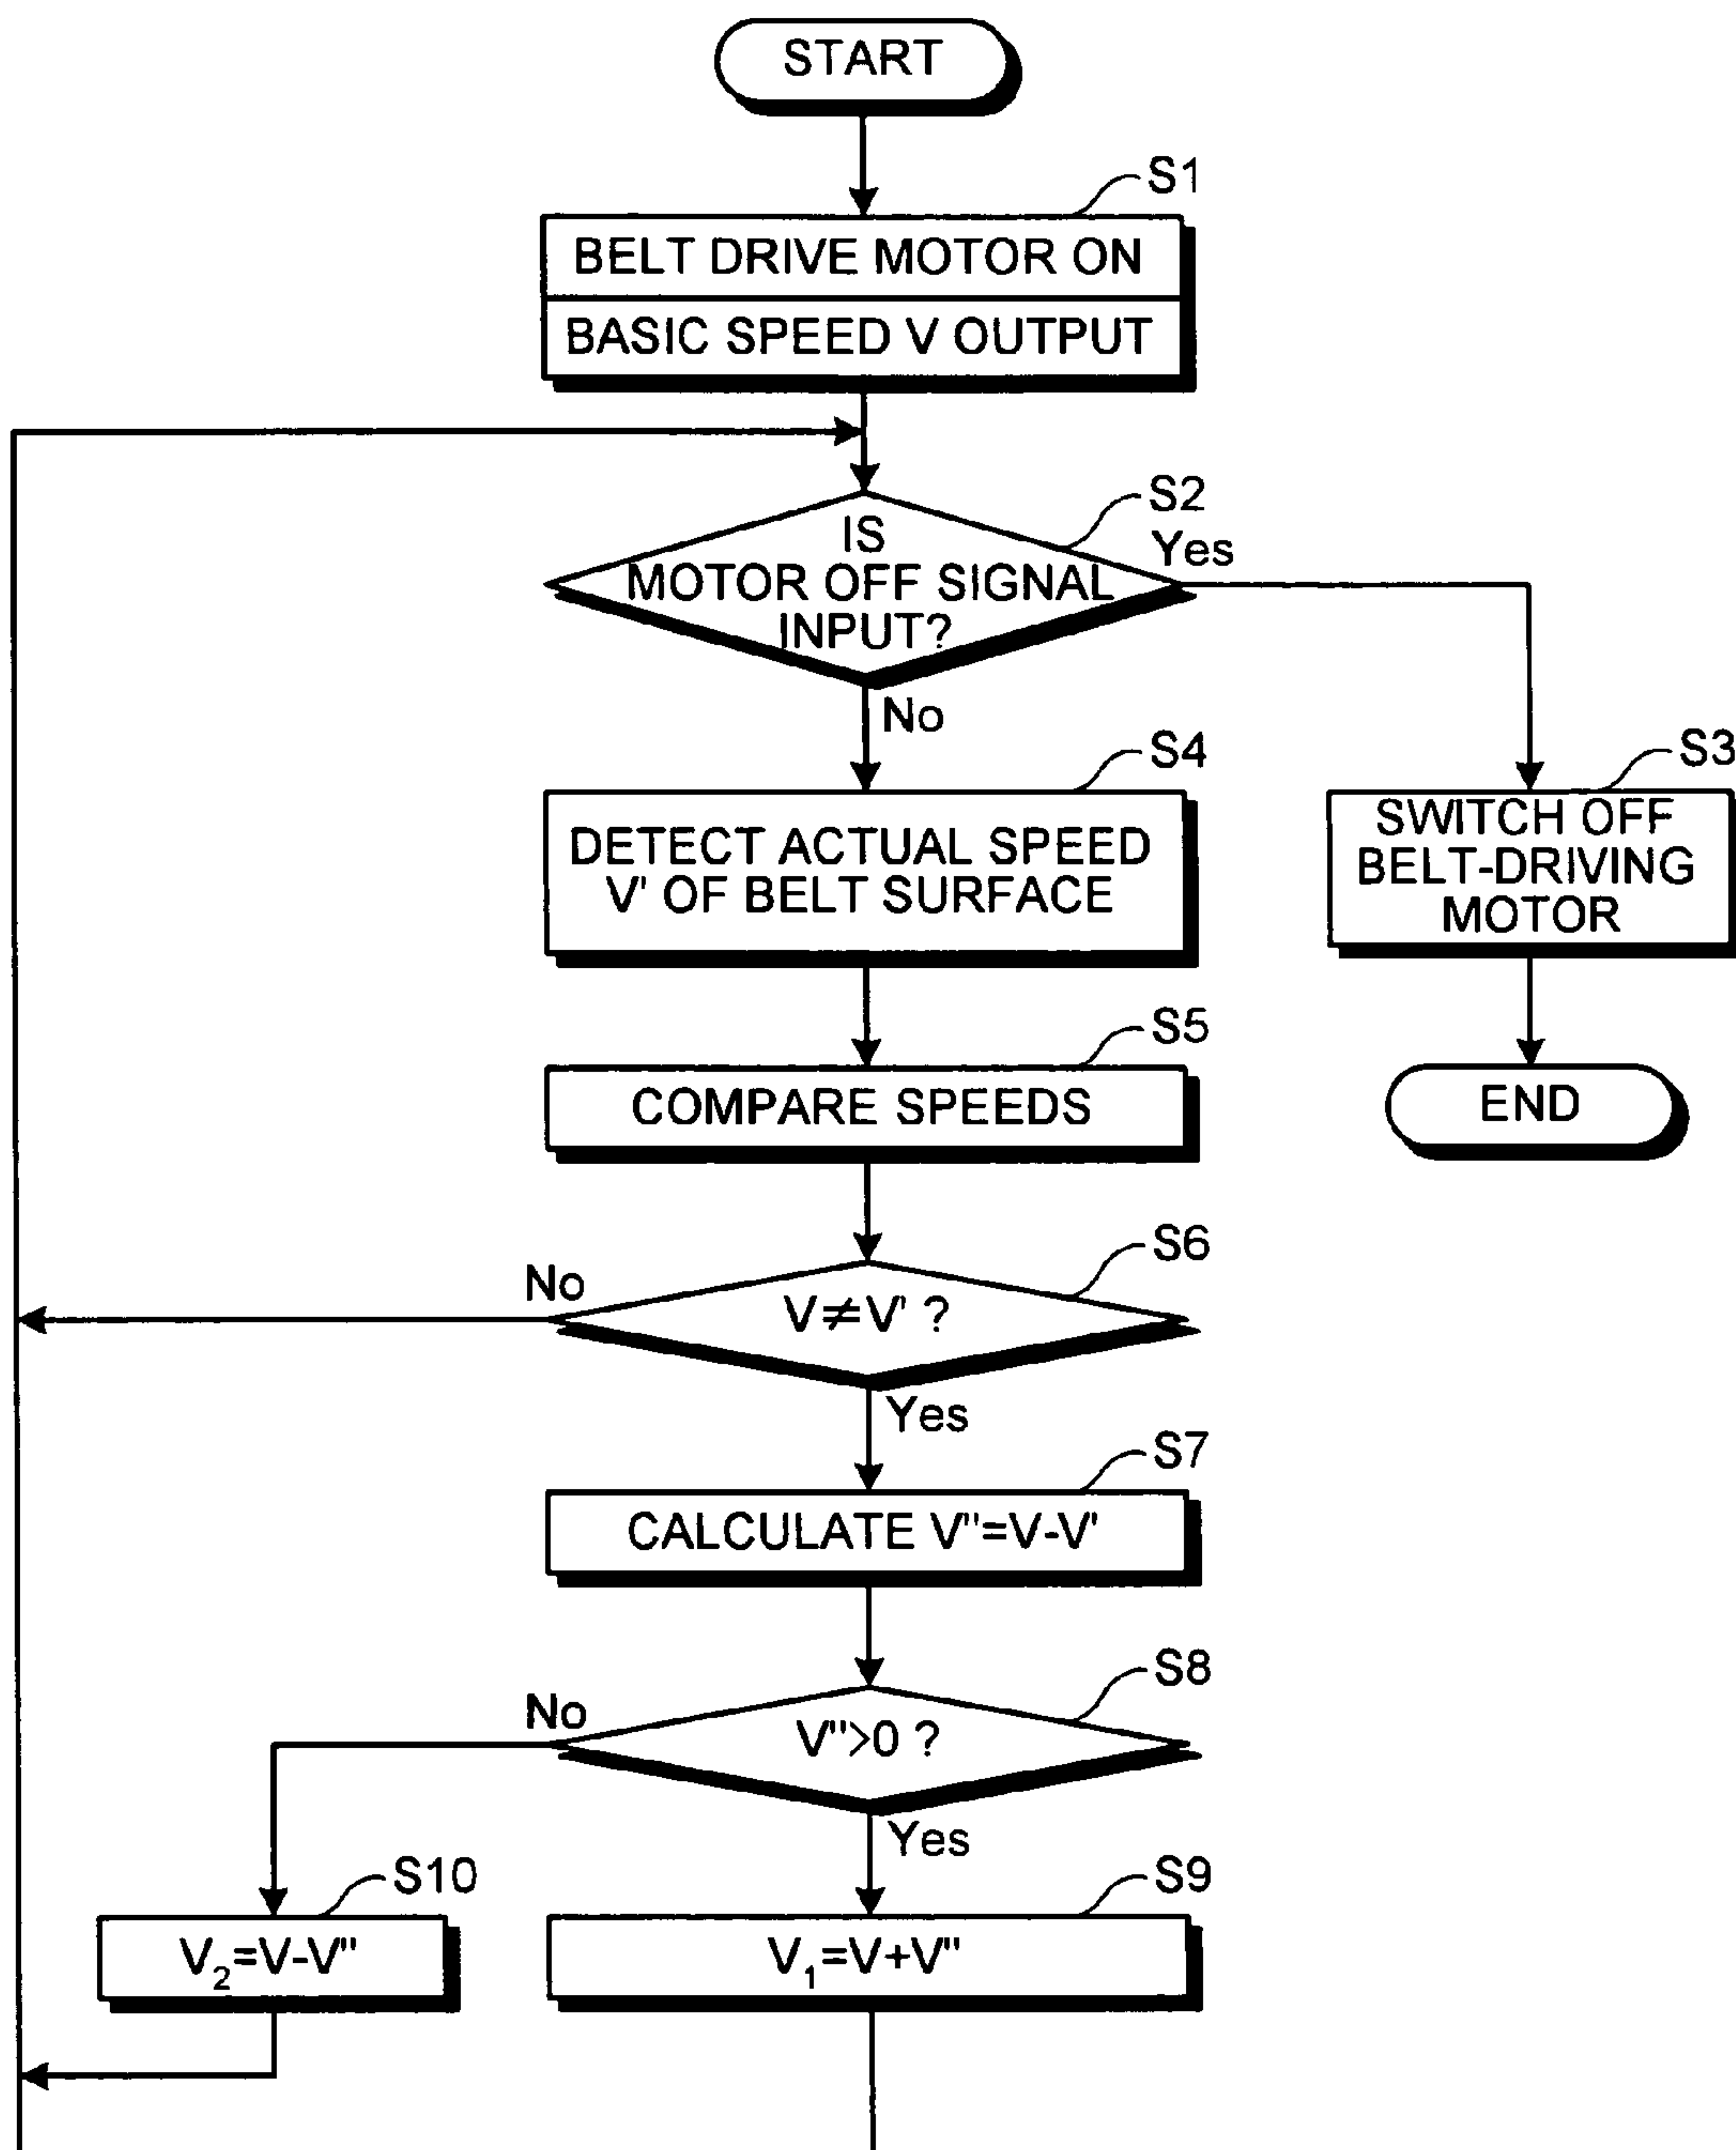 START
S1
BELT DRIVE MOTOR ON
BASIC SPEED V OUTPUT
S2
IS
MOTOR OFF SIGNAL
INPUT?
Yes
No
S4
DETECT ACTUAL SPEED
V' OF BELT SURFACE
S3
SWITCH OFF
BELT-DRIVING
MOTOR
S5
COMPARE SPEEDS
END
S6
V≠V' ?
No
Yes
S7
CALCULATE V''=V-V'
S8
V''>0 ?
No
Yes
S10
V₂=V-V''
S9
V₁=V+V''